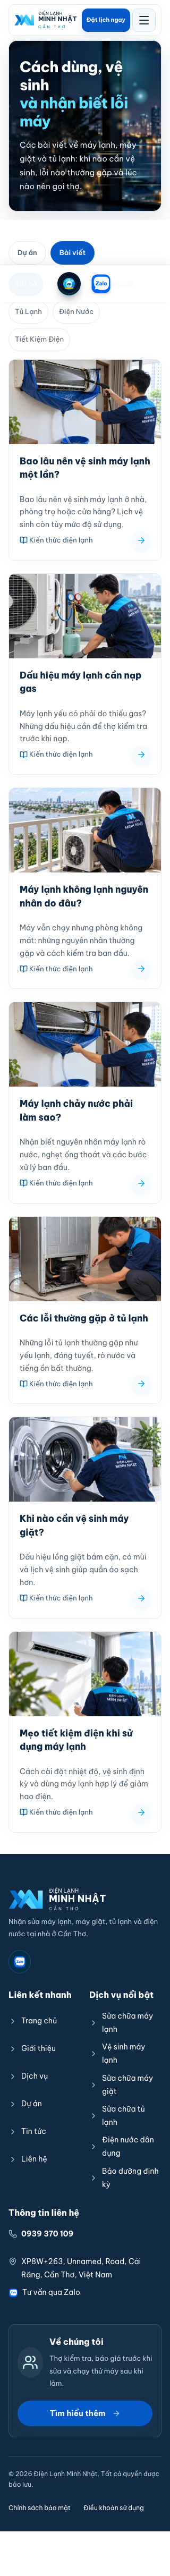 ĐIỆN LẠNH
MINH NHẬT
CẦN THƠ
Đặt lịch ngay
Cách dùng, vệ
sinh
và nhận biết lỗi
máy
Các bài viết về máy lạnh, máy
giặt và tủ lạnh: khi nào cần vệ
sinh, lỗi nào thường gặp và lúc
nào nên gọi thợ.
Dự án
Bài viết
Zalo
Tủ Lạnh
Điện Nước
Tiết Kiệm Điện
Bao lâu nên vệ sinh máy lạnh
một lần?
Bao lâu nên vệ sinh máy lạnh ở nhà,
phòng trọ hoặc cửa hàng? Lịch vệ
sinh còn tùy mức độ sử dụng.
Kiến thức điện lạnh
Dấu hiệu máy lạnh cần nạp
gas
Máy lạnh yếu có phải do thiếu gas?
Những dấu hiệu cần để thợ kiểm tra
trước khi nạp.
Kiến thức điện lạnh
Máy lạnh không lạnh nguyên
nhân do đâu?
Máy vẫn chạy nhưng phòng không
mát: những nguyên nhân thường
gặp và cách kiểm tra ban đầu.
Kiến thức điện lạnh
Máy lạnh chảy nước phải
làm sao?
Nhận biết nguyên nhân máy lạnh rò
nước, nghẹt ống thoát và các bước
xử lý ban đầu.
Kiến thức điện lạnh
Các lỗi thường gặp ở tủ lạnh
Những lỗi tủ lạnh thường gặp như
yếu lạnh, đóng tuyết, rò nước và
tiếng ồn bất thường.
Kiến thức điện lạnh
Khi nào cần vệ sinh máy
giặt?
Dấu hiệu lồng giặt bám cặn, có mùi
và lịch vệ sinh giúp quần áo sạch
hơn.
Kiến thức điện lạnh
Mẹo tiết kiệm điện khi sử
dụng máy lạnh
Cách cài đặt nhiệt độ, vệ sinh định
kỳ và dùng máy lạnh hợp lý để giảm
hao điện.
Kiến thức điện lạnh
ĐIỆN LẠNH
MINH NHẬT
CẦN THƠ
Nhận sửa máy lạnh, máy giặt, tủ lạnh và điện
nước tại nhà ở Cần Thơ.
Liên kết nhanh
Trang chủ
Giới thiệu
Dịch vụ
Dự án
Tin tức
Liên hệ
Dịch vụ nổi bật
Sửa chữa máy
lạnh
Vệ sinh máy
lạnh
Sửa chữa máy
giặt
Sửa chữa tủ
lạnh
Điện nước dân
dụng
Bảo dưỡng định
kỳ
Thông tin liên hệ
0939 370 109
XP8W+263, Unnamed, Road, Cái
Răng, Cần Thơ, Việt Nam
Tư vấn qua Zalo
Về chúng tôi
Thợ kiểm tra, báo giá trước khi
sửa và chạy thử máy sau khi
làm.
Tìm hiểu thêm
© 2026 Điện Lạnh Minh Nhật. Tất cả quyền được
bảo lưu.
Chính sách bảo mật
Điều khoản sử dụng